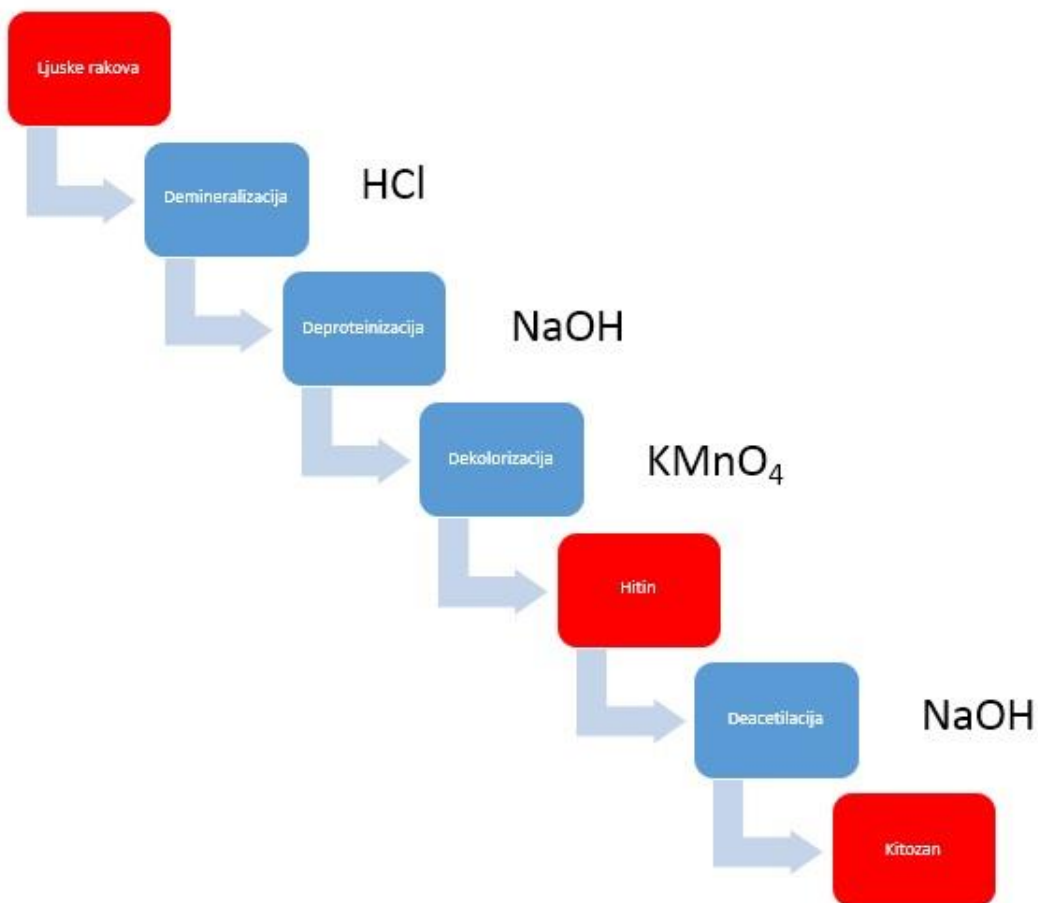 Ljuske rakova
Demineralizacija
HCl
Deproteinizacija
NaOH
Dekolorizacija
KMnO₄
Hitin
Deacetilacija
NaOH
Kitozan